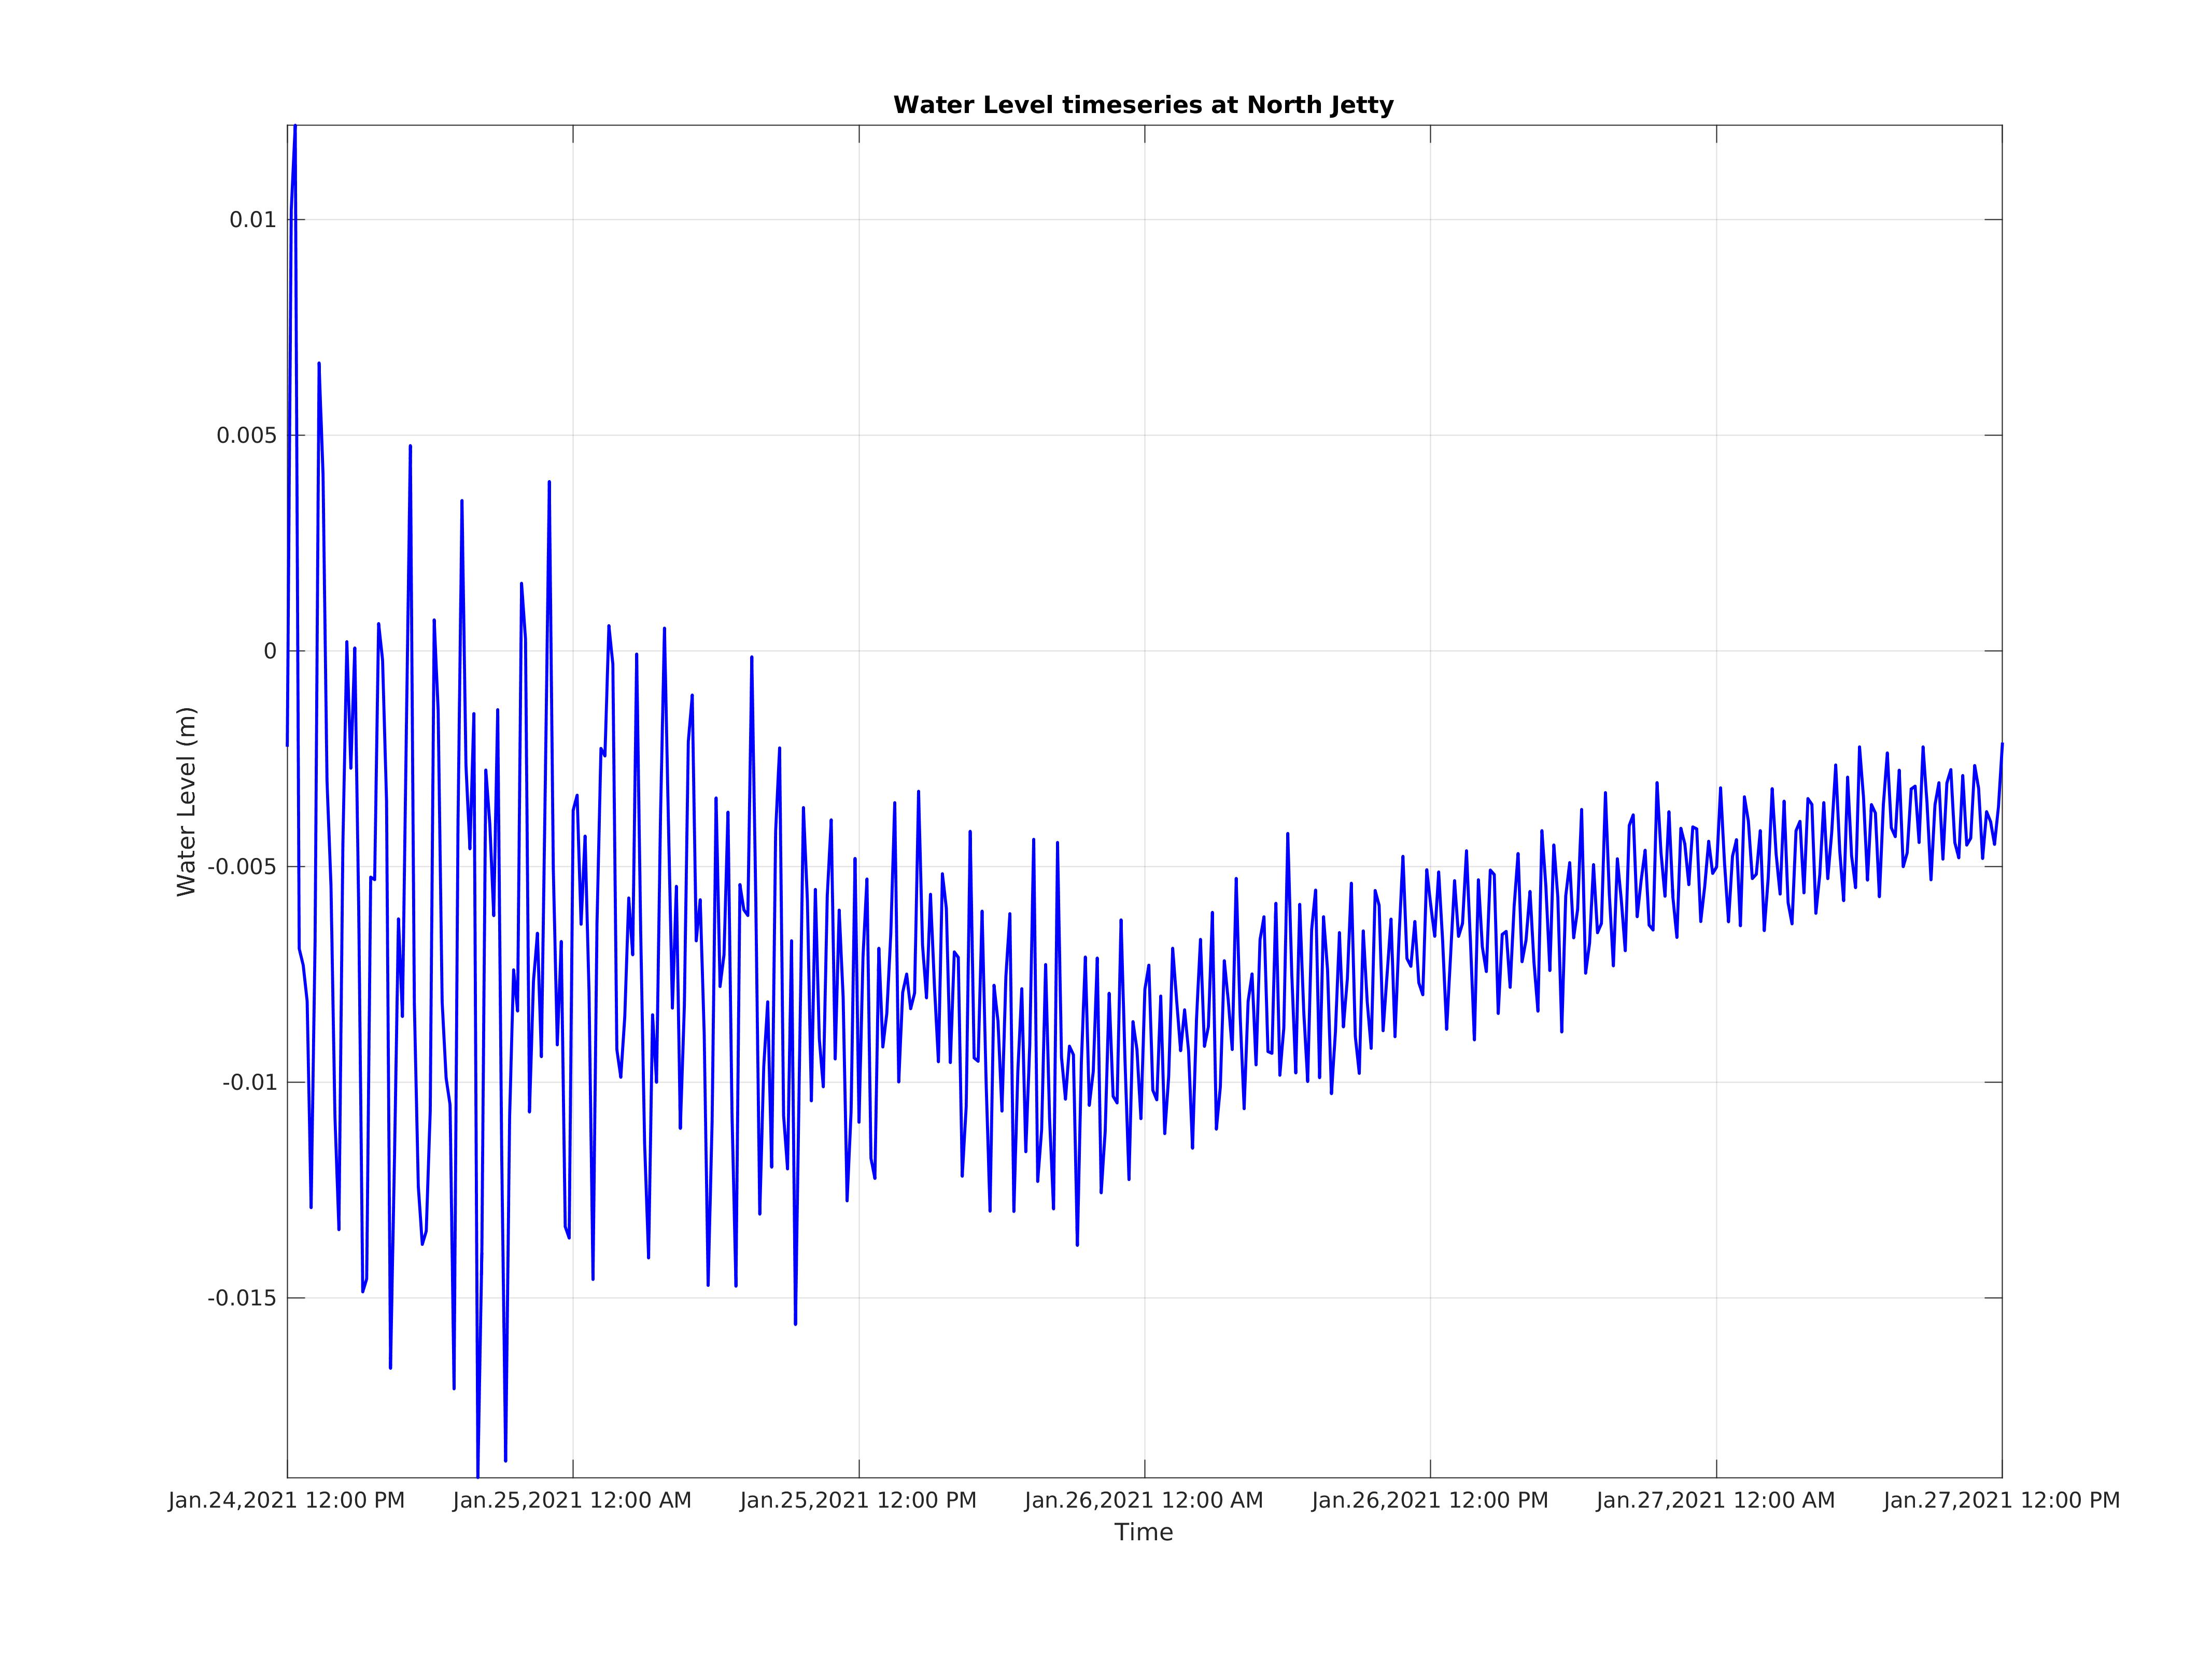 Water Level timeseries at North Jetty
0.01
0.005
0
-0.005
-0.01
-0.015
Water Level (m)
Jan.24,2021 12:00 PM
Jan.25,2021 12:00 AM
Jan.25,2021 12:00 PM
Jan.26,2021 12:00 AM
Jan.26,2021 12:00 PM
Jan.27,2021 12:00 AM
Jan.27,2021 12:00 PM
Time